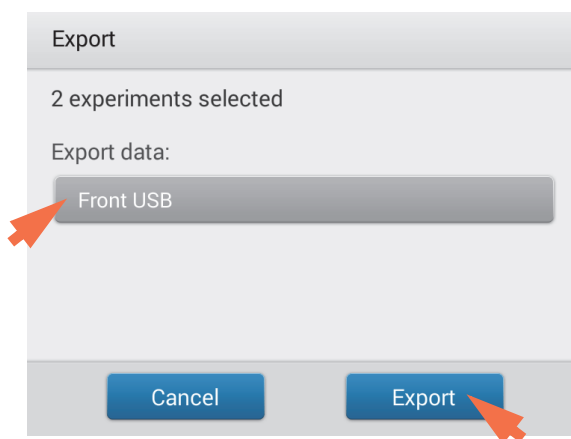 Export
2 experiments selected
Export data:
Front USB
Cancel
Export